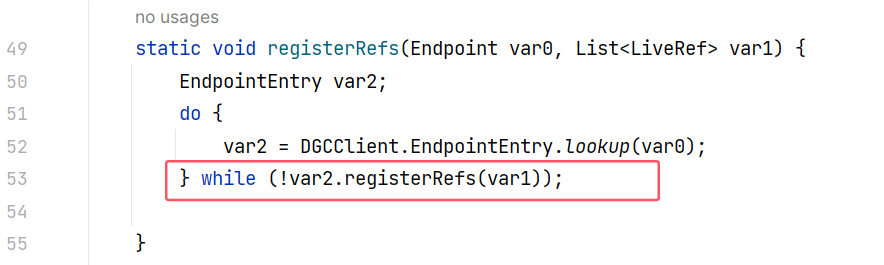 no usages
49 static void registerRefs(Endpoint var0, List<LiveRef> var1) {
50 EndpointEntry var2;
51 do {
52 var2 = DGCClient.EndpointEntry.lookup(var0);
53 } while (!var2.registerRefs(var1));
54
55 }